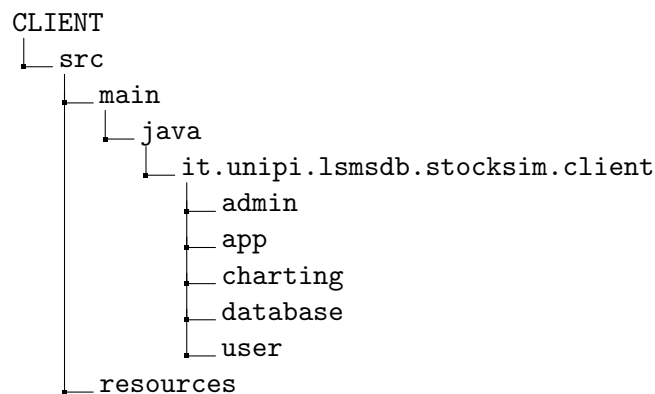 CLIENT
src
main
java
it.unipi.lsmsdb.stocksim.client
admin
app
charting
database
user
resources